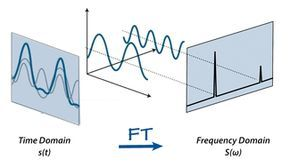 Time Domain
s(t)
FT
Frequency Domain
S(ω)